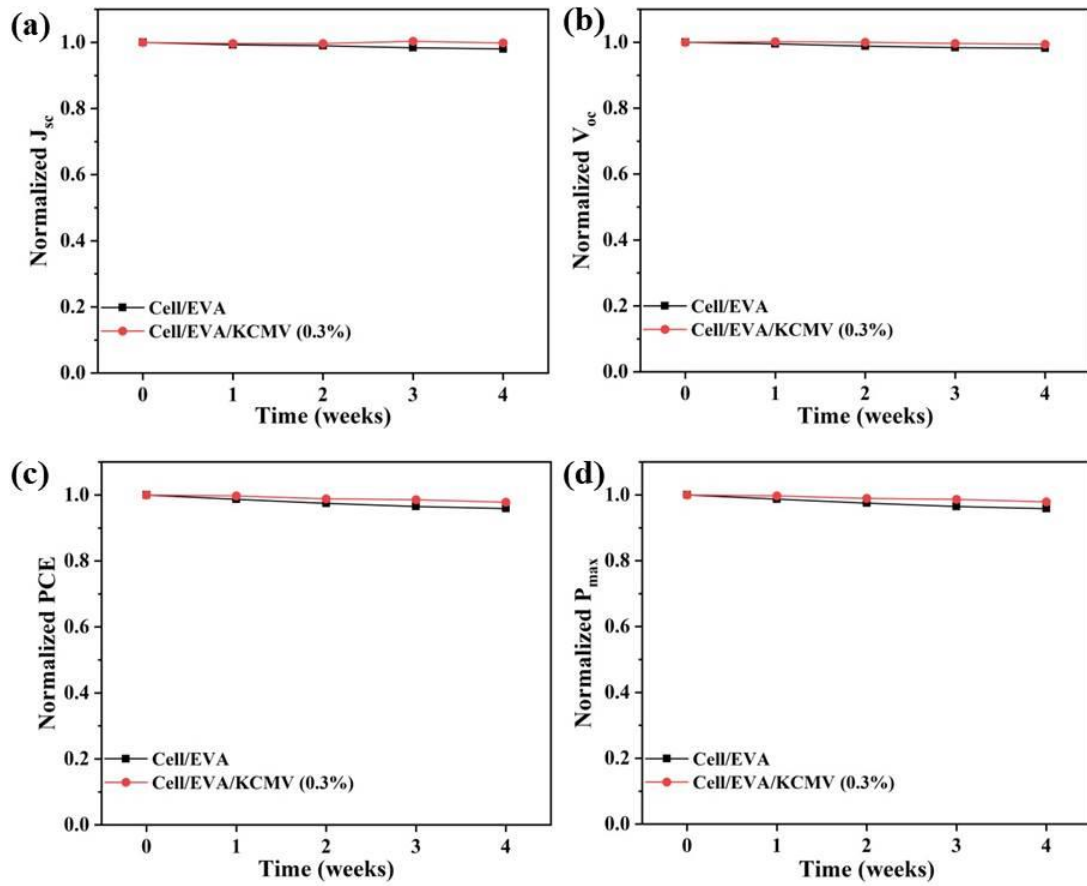 (a)
1.0
0.8
0.6
0.4
0.2
0.0
Normalized J_sc
Cell/EVA
Cell/EVA/KCMV (0.3%)
0 1 2 3 4
Time (weeks)
(b)
1.0
0.8
0.6
0.4
0.2
0.0
Normalized V_oc
Cell/EVA
Cell/EVA/KCMV (0.3%)
0 1 2 3 4
Time (weeks)
(c)
1.0
0.8
0.6
0.4
0.2
0.0
Normalized PCE
Cell/EVA
Cell/EVA/KCMV (0.3%)
0 1 2 3 4
Time (weeks)
(d)
1.0
0.8
0.6
0.4
0.2
0.0
Normalized P_max
Cell/EVA
Cell/EVA/KCMV (0.3%)
0 1 2 3 4
Time (weeks)